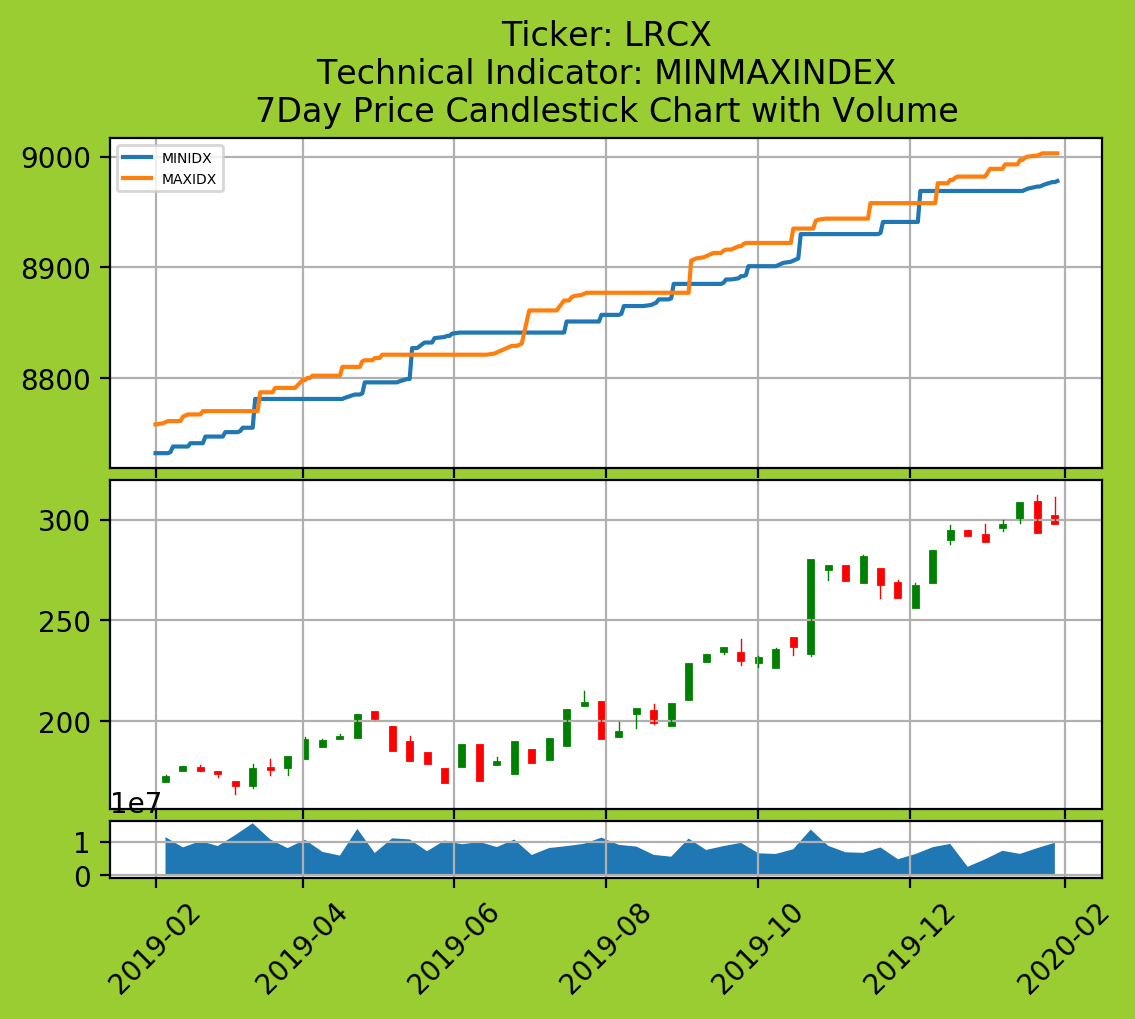 Ticker: LRCX
Technical Indicator: MINMAXINDEX
7Day Price Candlestick Chart with Volume
MINIDX
MAXIDX
9000
8900
8800
300
250
200
1e7
1
0
2019-02
2019-04
2019-06
2019-08
2019-10
2019-12
2020-02